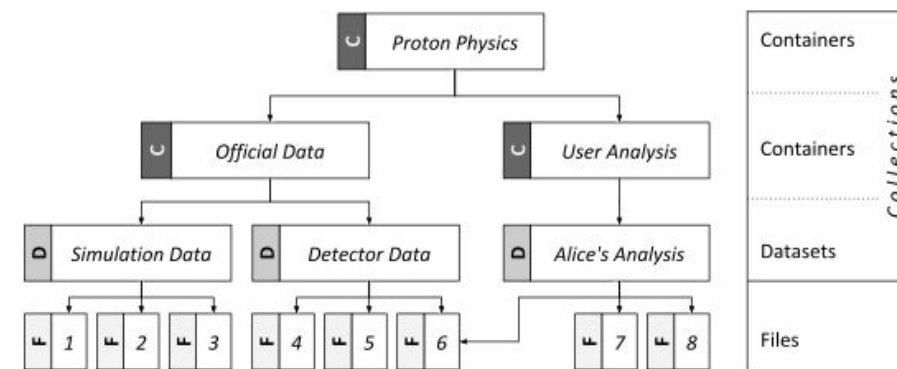 C Proton Physics
Containers
C Official Data
C User Analysis
Containers
Collections
D Simulation Data
D Detector Data
D Alice's Analysis
Datasets
F 1
F 2
F 3
F 4
F 5
F 6
F 7
F 8
Files